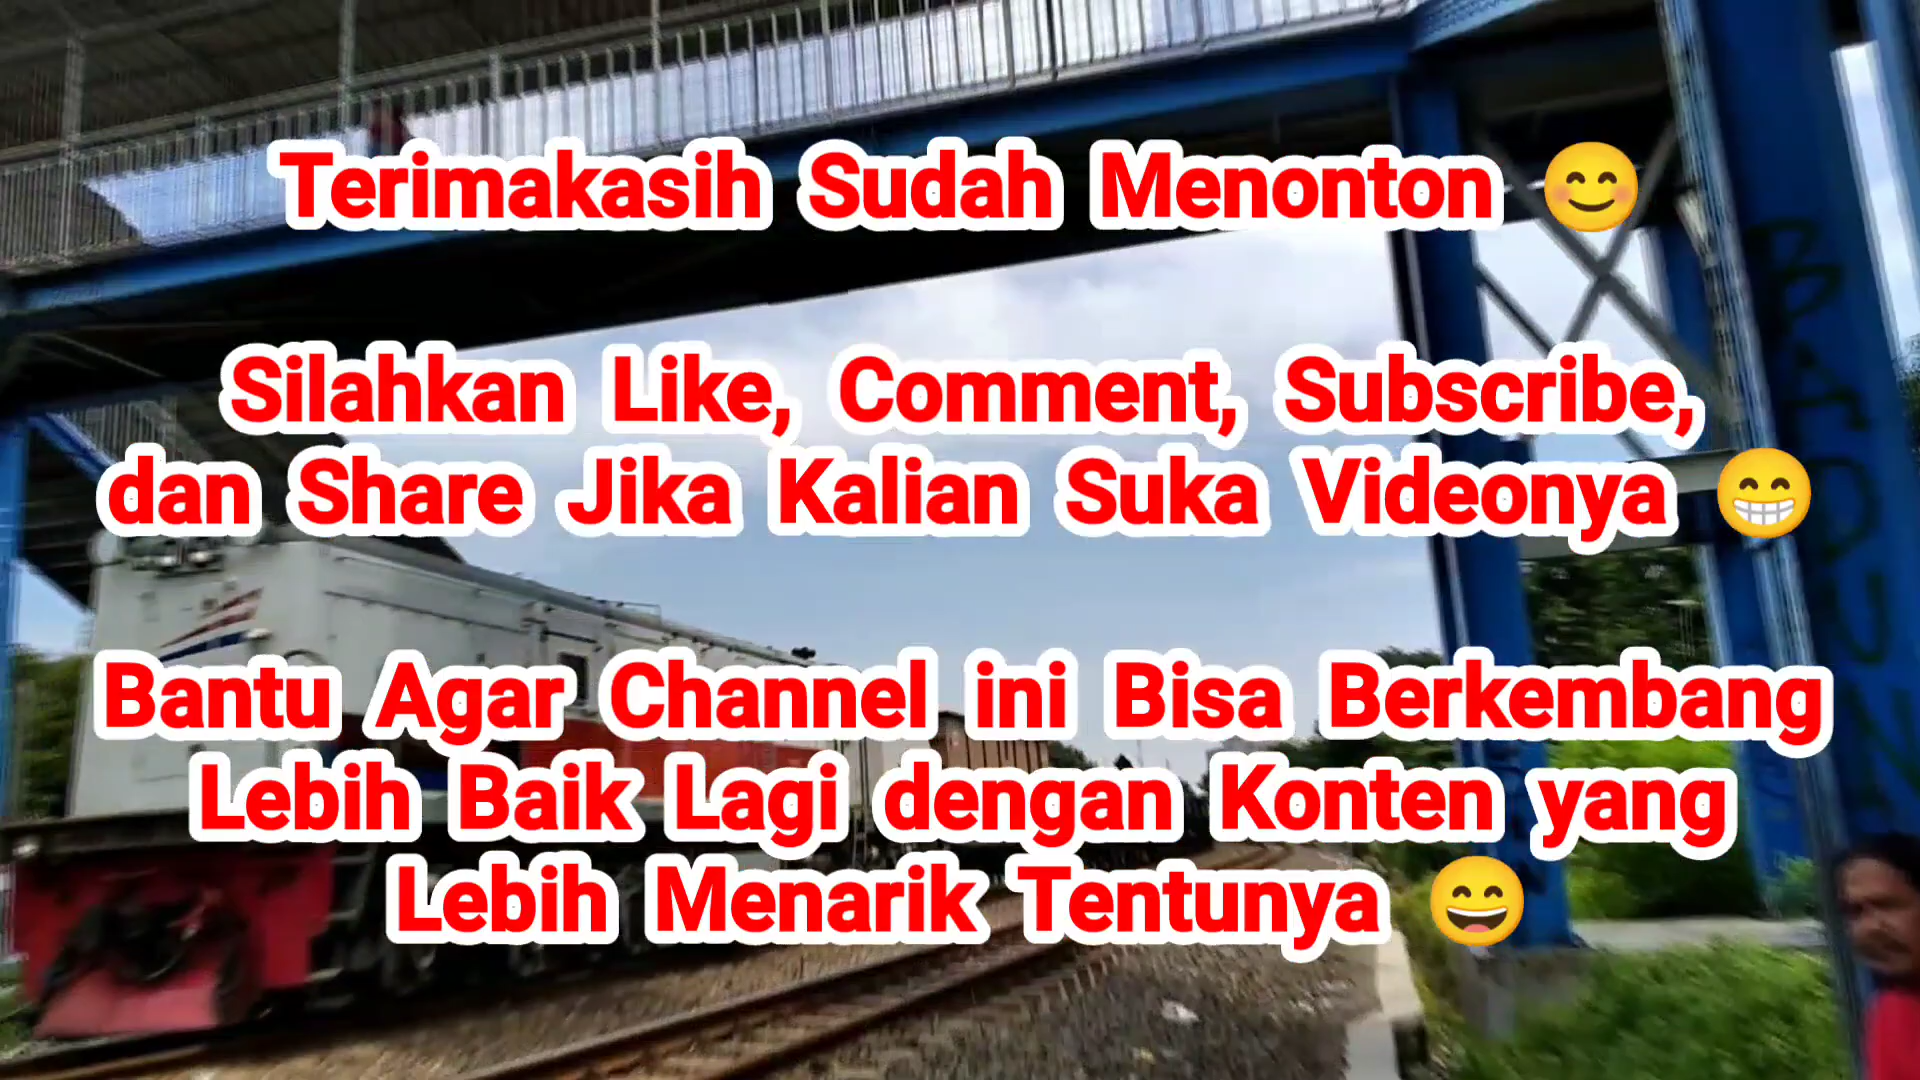 Terimakasih Sudah Menonton 😊
Silahkan Like, Comment, Subscribe,
dan Share Jika Kalian Suka Videonya 😁
Bantu Agar Channel ini Bisa Berkembang
Lebih Baik Lagi dengan Konten yang
Lebih Menarik Tentunya 😄